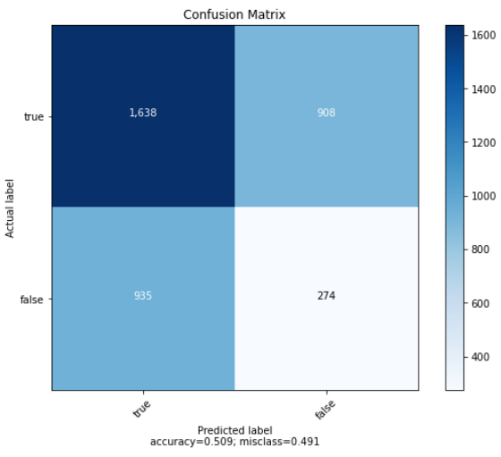 Confusion Matrix
true
1,638
908
false
935
274
Actual label
true
false
Predicted label
accuracy=0.509; misclass=0.491
1600
1400
1200
1000
800
600
400